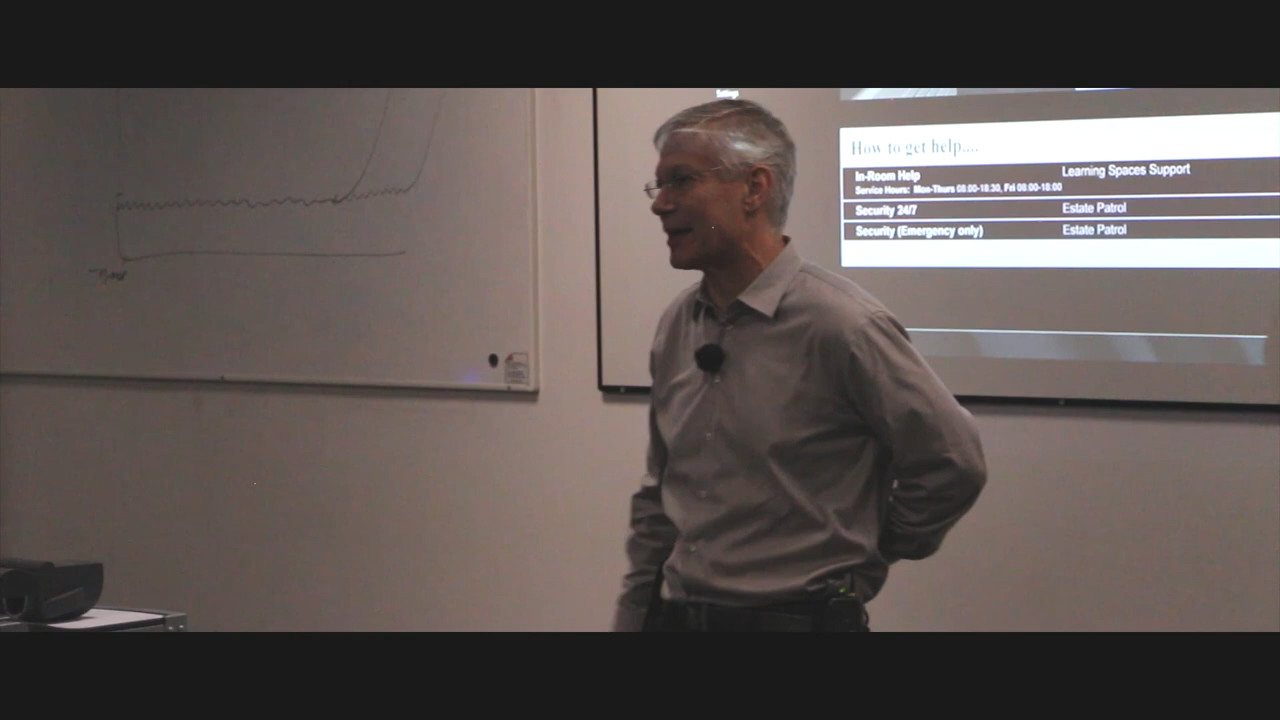 Settings
How to get help....
In-Room Help Learning Spaces Support
Service Hours: Mon-Thurs 08:00-18:30, Fri 08:00-18:00
Security 24/7 Estate Patrol
Security (Emergency only) Estate Patrol